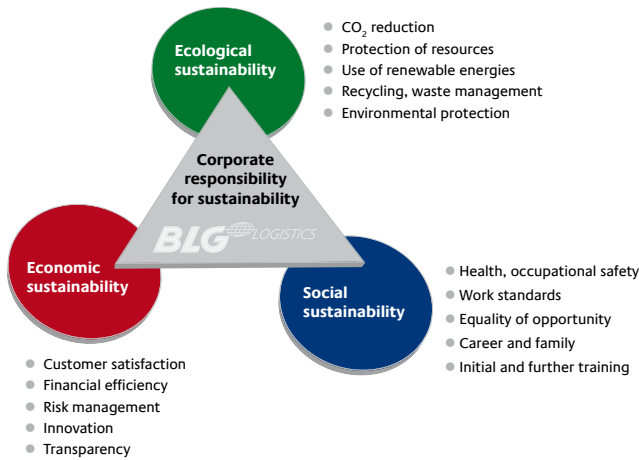 Ecological
sustainability
CO₂ reduction
Protection of resources
Use of renewable energies
Recycling, waste management
Environmental protection
Corporate
responsibility
for sustainability
BLG LOGISTICS
Economic
sustainability
Customer satisfaction
Financial efficiency
Risk management
Innovation
Transparency
Social
sustainability
Health, occupational safety
Work standards
Equality of opportunity
Career and family
Initial and further training